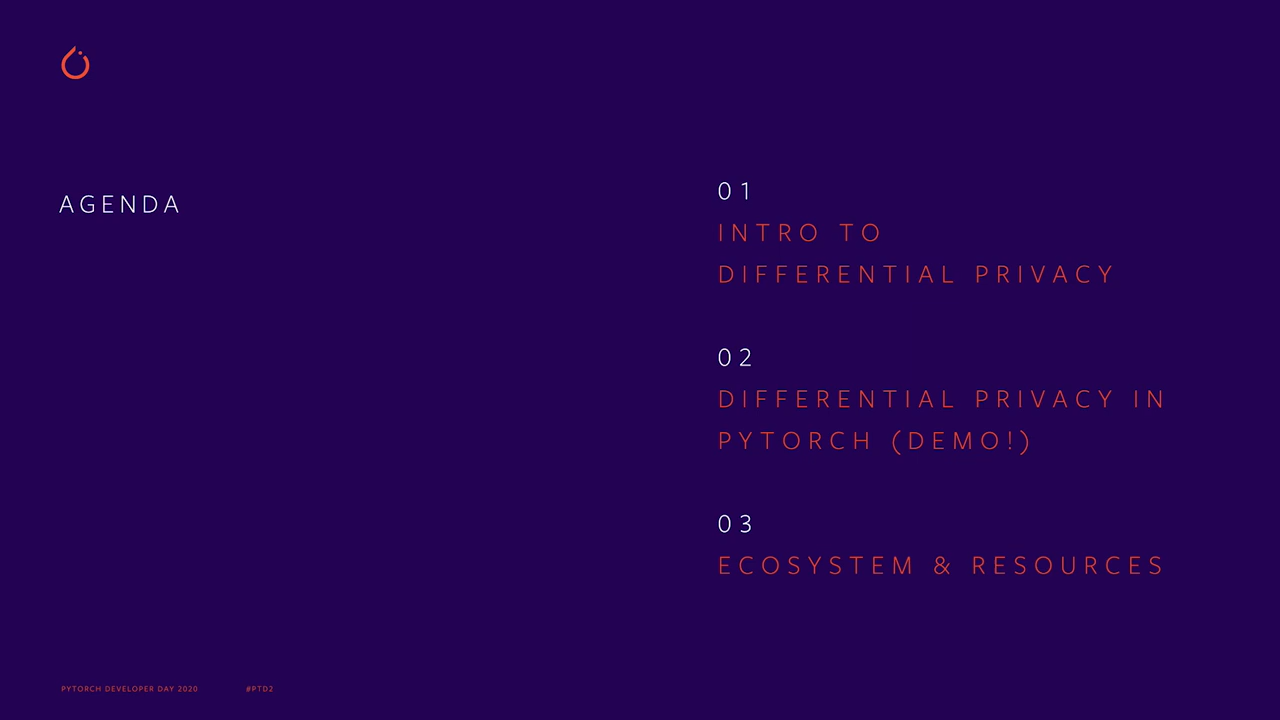 AGENDA
01
INTRO TO
DIFFERENTIAL PRIVACY
02
DIFFERENTIAL PRIVACY IN
PYTORCH (DEMO!)
03
ECOSYSTEM & RESOURCES
PYTORCH DEVELOPER DAY 2020 #PTD2